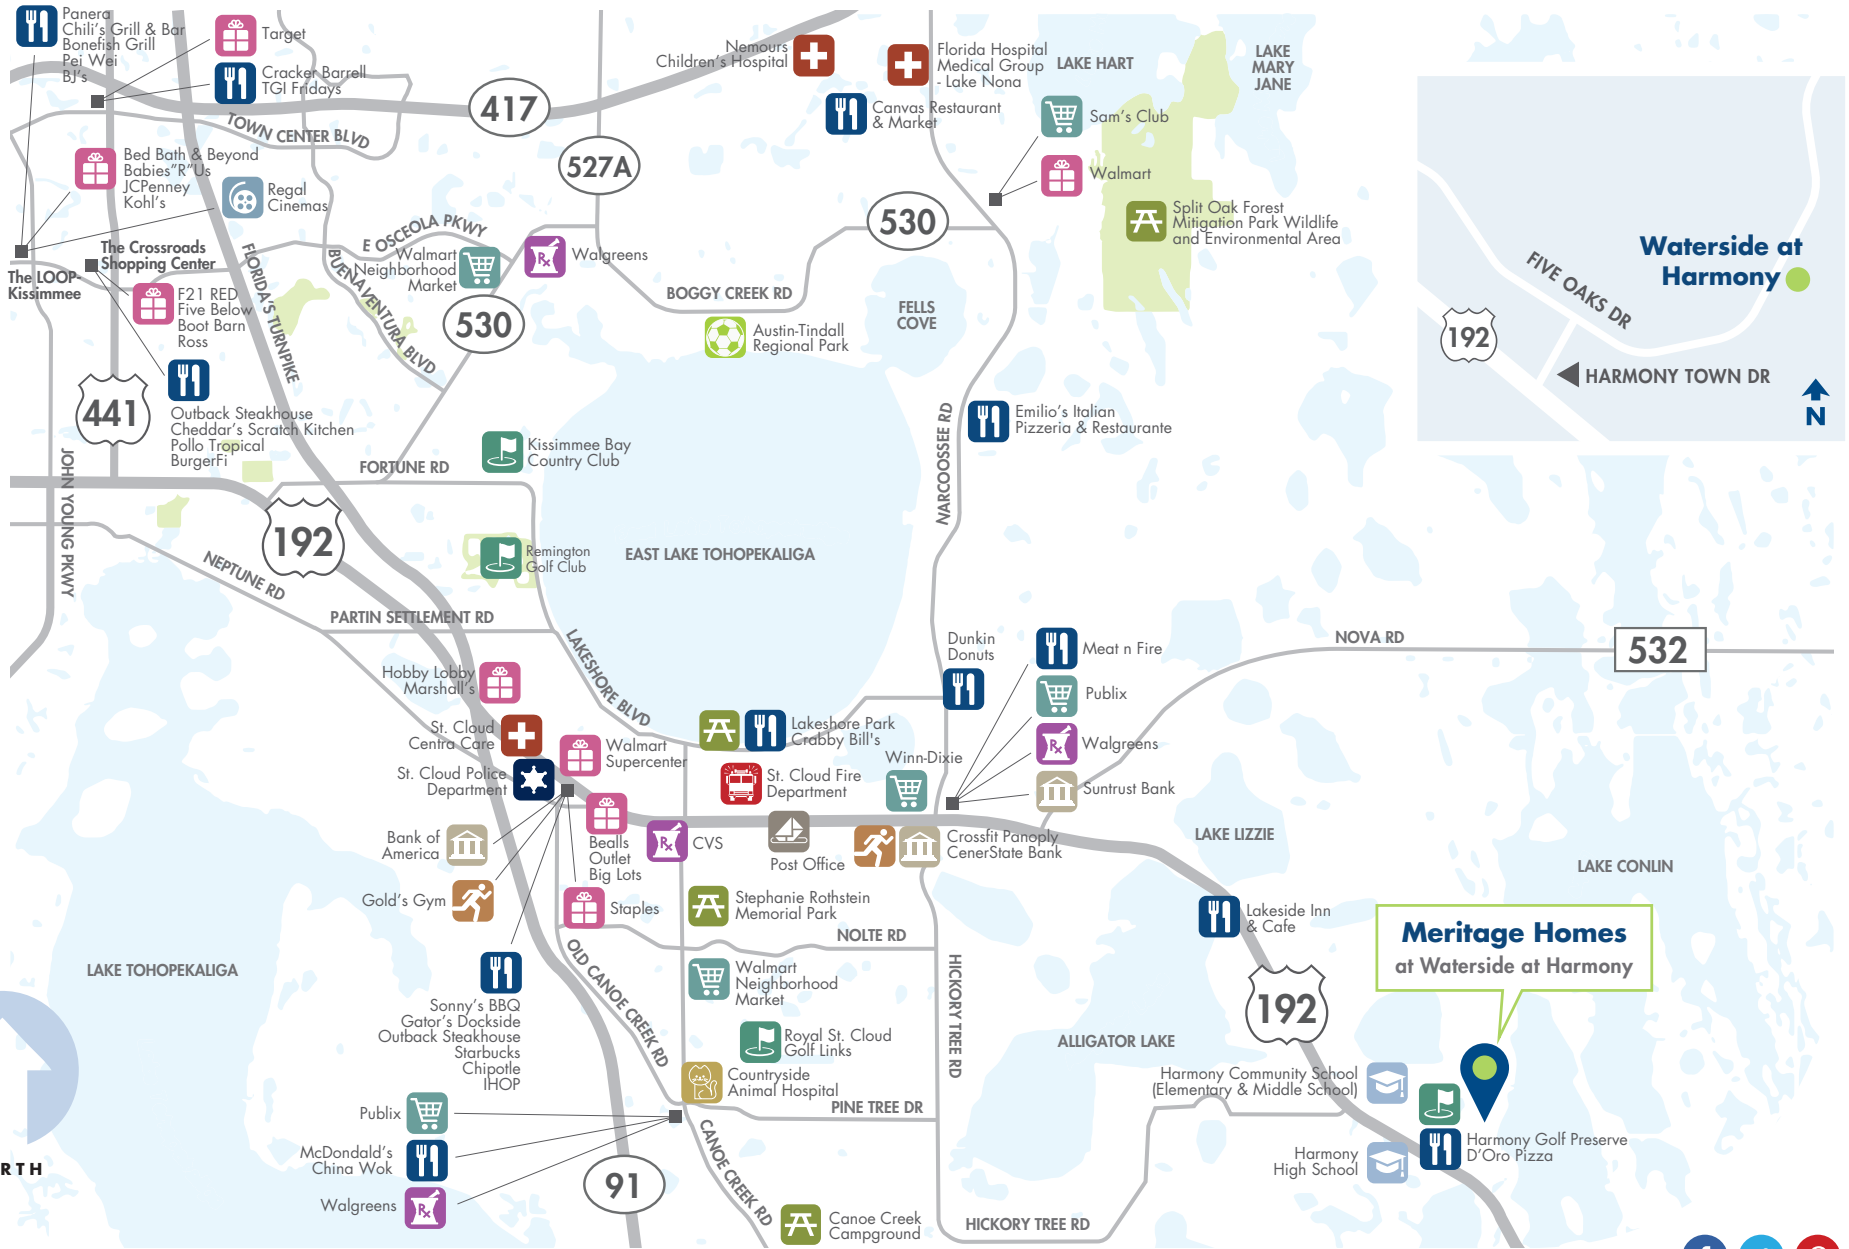 Panera
Chili's Grill & Bar
Bonefish Grill
Pei Wei
BJ's
Target
Cracker Barrell
TGI Fridays
417
TOWN CENTER BLVD
527A
Nemours
Children's Hospital
Florida Hospital
Medical Group
- Lake Nona
Canvas Restaurant
& Market
LAKE HART
LAKE
MARY
JANE
Sam's Club
Walmart
Split Oak Forest
Mitigation Park Wildlife
and Environmental Area
Bed Bath & Beyond
Babies"R"Us
JCPenney
Kohl's
Regal
Cinemas
The LOOP-
Kissimmee
The Crossroads
Shopping Center
F21 RED
Five Below
Boot Barn
Ross
Outback Steakhouse
Cheddar's Scratch Kitchen
Pollo Tropical
BurgerFi
441
FLORIDA'S TURNPIKE
BUENAVENTURA BLVD
E OSCEOLA PKWY
Walmart
Neighborhood
Market
Walgreens
530
530
BOGGY CREEK RD
FELLS
COVE
Austin-Tindall
Regional Park
Waterside at
Harmony
FIVE OAKS DR
192
HARMONY TOWN DR
N
Emilio's Italian
Pizzeria & Restaurante
NARCOOSSEE RD
Kissimmee Bay
Country Club
FORTUNE RD
JOHN YOUNG PKWY
192
NEPTUNE RD
Remington
Golf Club
EAST LAKE TOHOPEKALIGA
PARTIN SETTLEMENT RD
LAKESHORE BLVD
Hobby Lobby
Marshall's
St. Cloud
Centra Care
St. Cloud Police
Department
Walmart
Supercenter
Lakeshore Park
Crabby Bill's
St. Cloud Fire
Department
Dunkin
Donuts
Meat n Fire
Publix
Walgreens
Suntrust Bank
Winn-Dixie
NOVA RD
532
Bank of
America
Gold's Gym
Bealls
Outlet
Big Lots
CVS
Post Office
Crossfit Panoply
CenerState Bank
Staples
Stephanie Rothstein
Memorial Park
NOLTE RD
LAKE LIZZIE
LAKE CONLIN
Lakeside Inn
& Cafe
Meritage Homes
at Waterside at Harmony
192
LAKE TOHOPEKALIGA
Sonny's BBQ
Gator's Dockside
Outback Steakhouse
Starbucks
Chipotle
IHOP
OLD CANOE CREEK RD
Walmart
Neighborhood
Market
Royal St. Cloud
Golf Links
Countryside
Animal Hospital
HICKORY TREE RD
ALLIGATOR LAKE
Harmony Community School
(Elementary & Middle School)
PINE TREE DR
Publix
McDondald's
China Wok
Walgreens
RTH
91
CANOE CREEK RD
Canoe Creek
Campground
HICKORY TREE RD
Harmony
High School
Harmony Golf Preserve
D'Oro Pizza